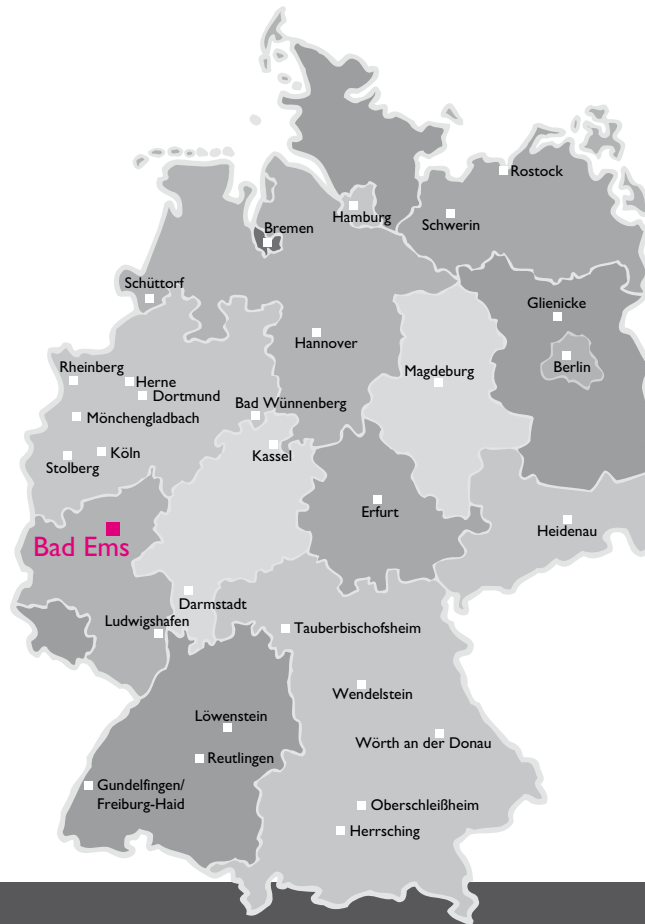 Rostock
Hamburg
Schwerin
Bremen
Schüttorf
Glienicke
Hannover
Berlin
Rheinberg
Magdeburg
Herne
Dortmund
Bad Wünnenberg
Mönchengladbach
Köln
Kassel
Stolberg
Erfurt
Heidenau
Bad Ems
Darmstadt
Ludwigshafen
Tauberbischofsheim
Wendelstein
Löwenstein
Wörth an der Donau
Reutlingen
Gundelfingen/
Freiburg-Haid
Oberschleißheim
Herrsching